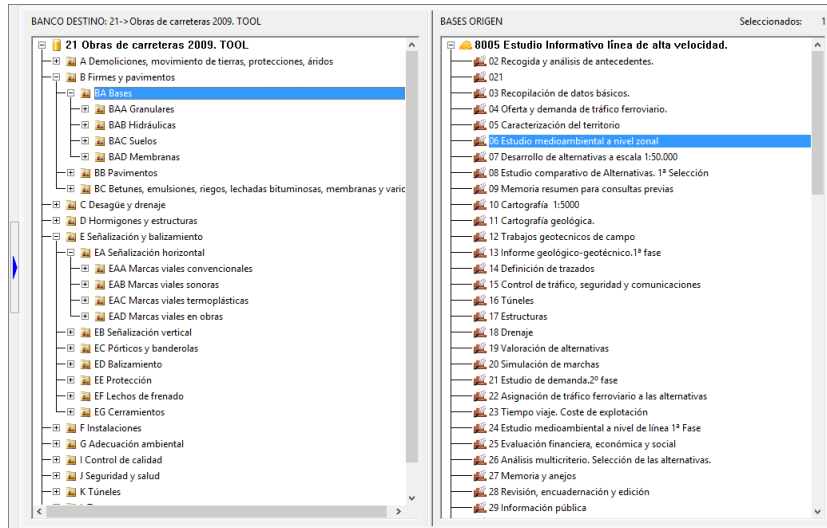 BANCO DESTINO: 21->Obras de carreteras 2009. TOOL
21 Obras de carreteras 2009. TOOL
A Demoliciones, movimiento de tierras, protecciones, áridos
B Firmes y pavimentos
BA Bases
BAA Granulares
BAB Hidráulicas
BAC Suelos
BAD Membranas
BB Pavimentos
BC Betunes, emulsiones, riegos, lechadas bituminosas, membranas y varic
C Desagüe y drenaje
D Hormigones y estructuras
E Señalización y balizamiento
EA Señalización horizontal
EAA Marcas viales convencionales
EAB Marcas viales sonoras
EAC Marcas viales termoplásticas
EAD Marcas viales en obras
EB Señalización vertical
EC Pórticos y banderolas
ED Balizamiento
EE Protección
EF Lechos de frenado
EG Cerramientos
F Instalaciones
G Adecuación ambiental
I Control de calidad
J Seguridad y salud
K Túneles
BASES ORIGEN
Seleccionados: 1
8005 Estudio Informativo línea de alta velocidad.
02 Recogida y análisis de antecedentes.
021
03 Recopilación de datos básicos.
04 Oferta y demanda de tráfico ferroviario.
05 Caracterización del territorio
06 Estudio medioambiental a nivel zonal
07 Desarrollo de alternativas a escala 1:50.000
08 Estudio comparativo de Alternativas. 1ª Selección
09 Memoria resumen para consultas previas
10 Cartografía 1:5000
11 Cartografía geológica.
12 Trabajos geotecnicos de campo
13 Informe geológico-geotécnico.1ª fase
14 Definición de trazados
15 Control de tráfico, seguridad y comunicaciones
16 Túneles
17 Estructuras
18 Drenaje
19 Valoración de alternativas
20 Simulación de marchas
21 Estudio de demanda.2º fase
22 Asignación de tráfico ferroviario a las alternativas
23 Tiempo viaje. Coste de explotación
24 Estudio medioambiental a nivel de línea 1ª Fase
25 Evaluación financiera, económica y social
26 Análisis multicriterio. Selección de las alternativas.
27 Memoria y anejos
28 Revisión, encuadernación y edición
29 Información pública